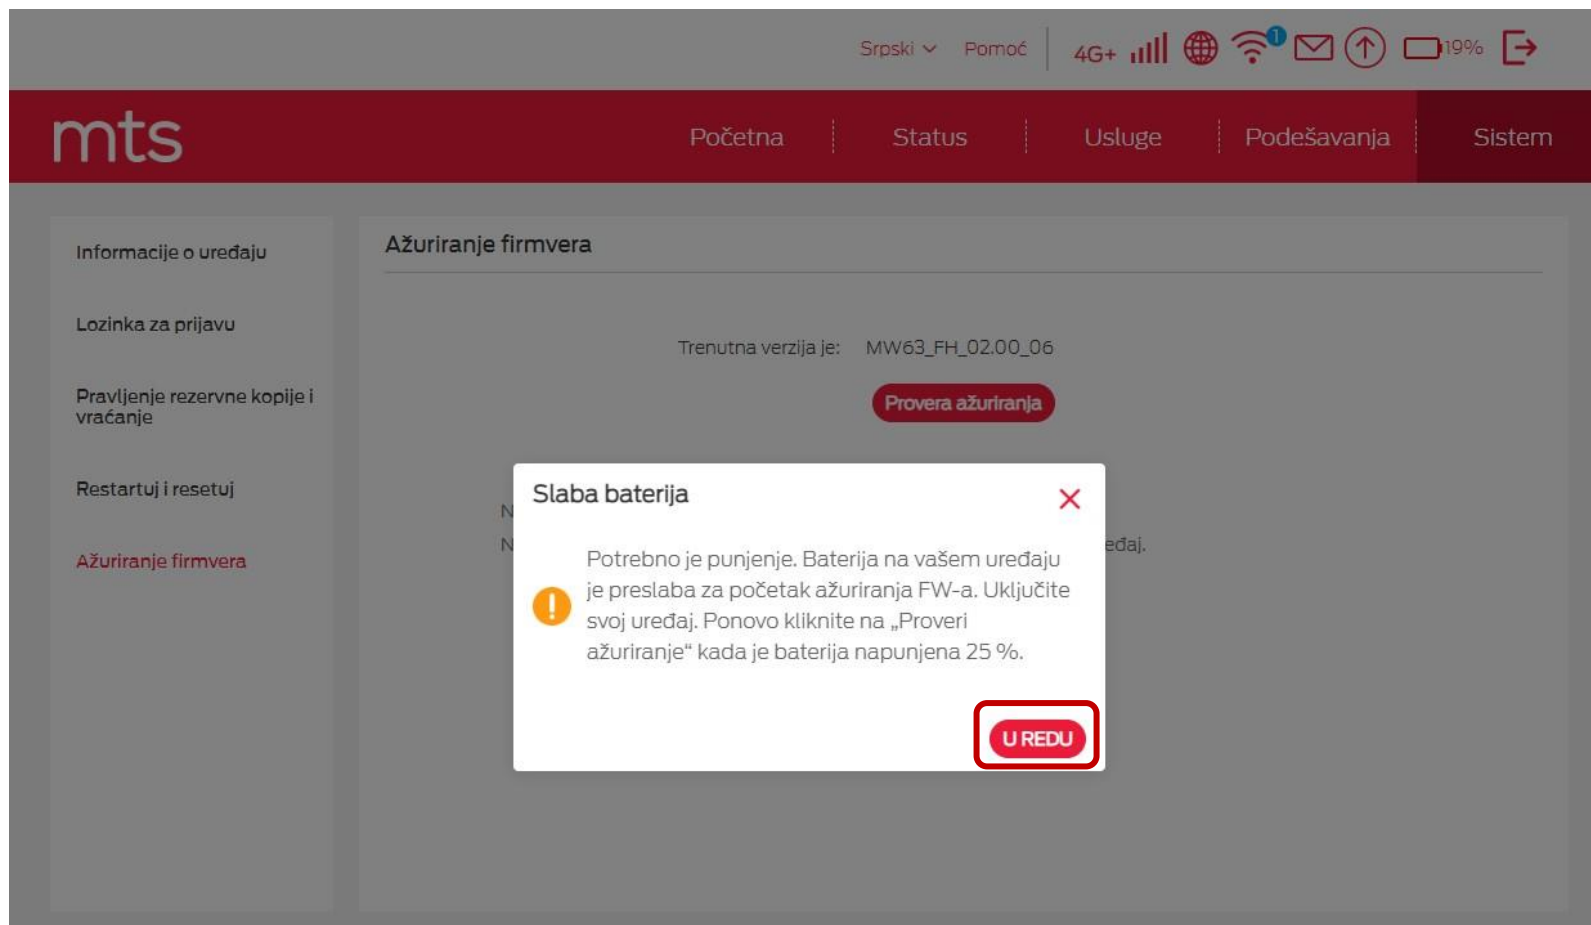 Srpski Pomoć 4G+ 1 19%
mts Početna Status Usluge Podešavanja Sistem
Informacije o uređaju
Lozinka za prijavu
Pravljenje rezervne kopije i
vraćanje
Restartuj i resetuj
Ažuriranje firmvera
Ažuriranje firmvera
Trenutna verzija je: MW63_FH_02.00_06
Provera ažuriranja
Slaba baterija
Potrebno je punjenje. Baterija na vašem uređaju
je preslaba za početak ažuriranja FW-a. Uključite
svoj uređaj. Ponovo kliknite na „Proveri
ažuriranje“ kada je baterija napunjena 25 %.
U REDU